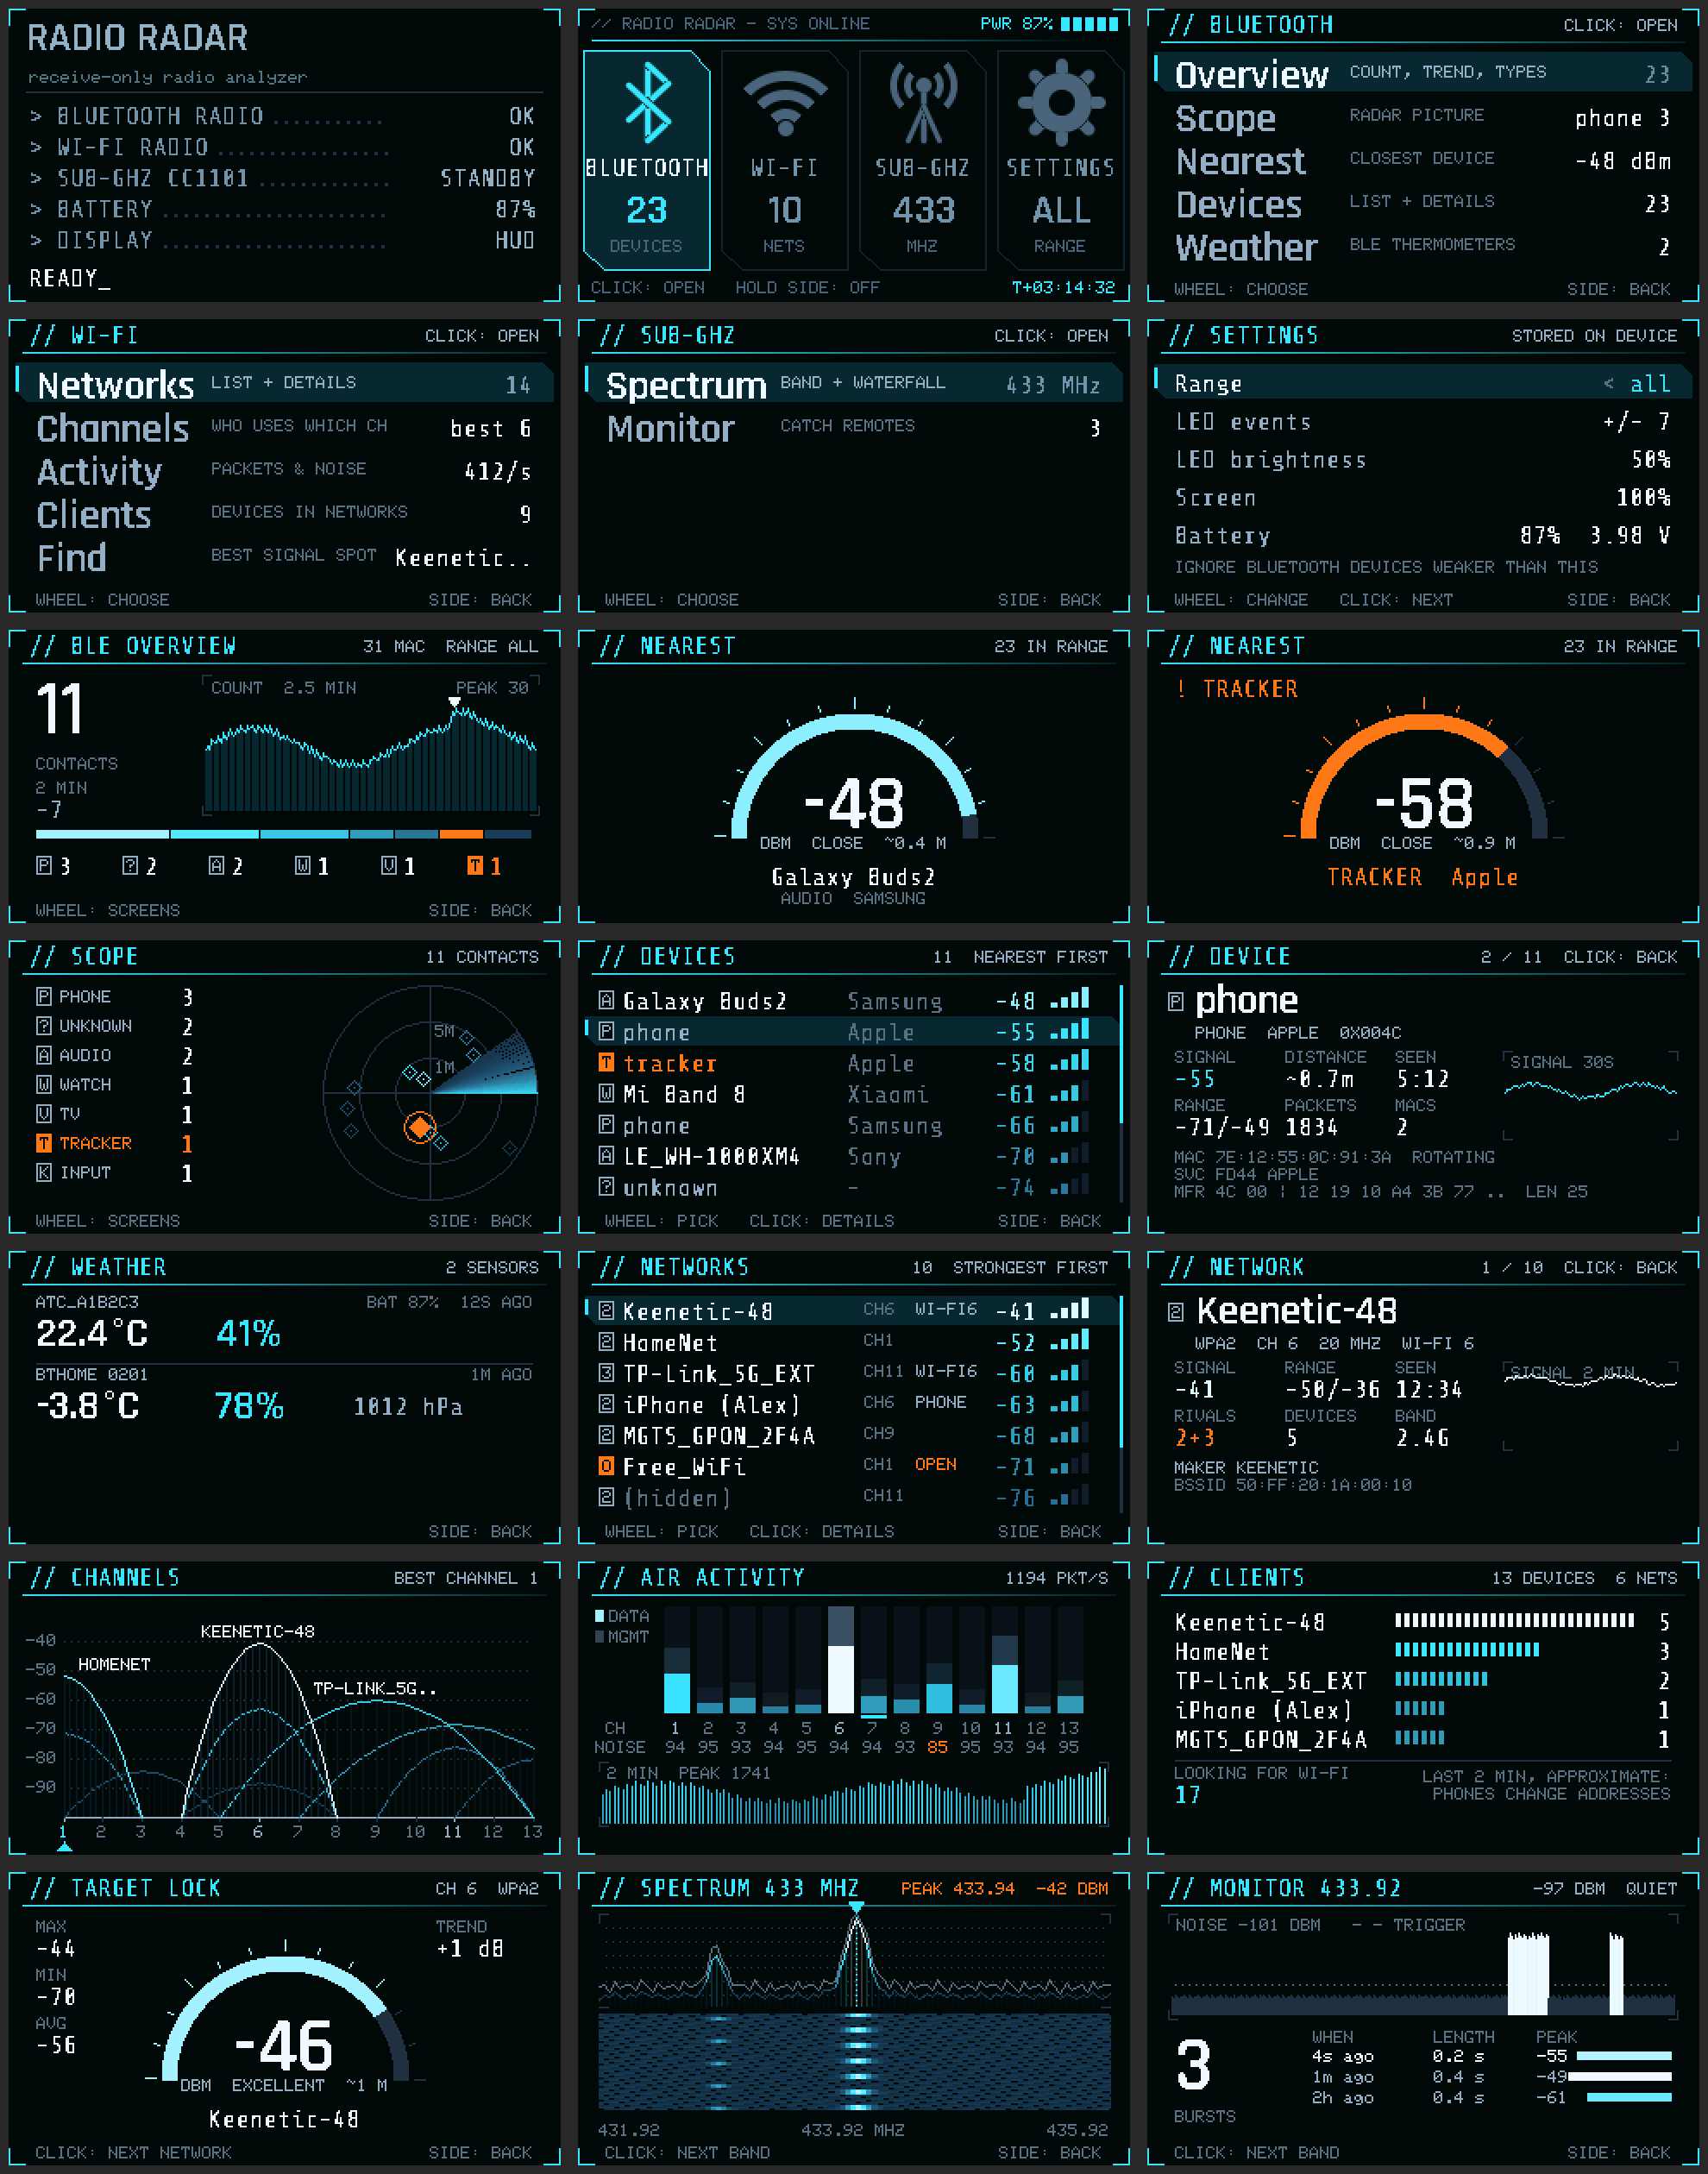 RADIO RADAR
receive-only radio analyzer
> BLUETOOTH RADIO ........... OK
> WI-FI RADIO ................. OK
> SUB-GHZ CC1101 ............. STANDBY
> BATTERY ...................... 87%
> DISPLAY ...................... HUD
READY_
// RADIO RADAR - SYS ONLINE PWR 87%
BLUETOOTH WI-FI SUB-GHZ SETTINGS
23 10 433 ALL
DEVICES NETS MHZ RANGE
CLICK: OPEN HOLD SIDE: OFF T+03:14:32
// BLUETOOTH CLICK: OPEN
Overview COUNT, TREND, TYPES 23
Scope RADAR PICTURE phone 3
Nearest CLOSEST DEVICE -48 dBm
Devices LIST + DETAILS 23
Weather BLE THERMOMETERS 2
WHEEL: CHOOSE SIDE: BACK
// WI-FI CLICK: OPEN
Networks LIST + DETAILS 14
Channels WHO USES WHICH CH best 6
Activity PACKETS & NOISE 412/s
Clients DEVICES IN NETWORKS 9
Find BEST SIGNAL SPOT Keenetic..
WHEEL: CHOOSE SIDE: BACK
// SUB-GHZ CLICK: OPEN
Spectrum BAND + WATERFALL 433 MHz
Monitor CATCH REMOTES 3
WHEEL: CHOOSE SIDE: BACK
// SETTINGS STORED ON DEVICE
Range < all
LED events +/- 7
LED brightness 50%
Screen 100%
Battery 87% 3.98 V
IGNORE BLUETOOTH DEVICES WEAKER THAN THIS
WHEEL: CHANGE CLICK: NEXT SIDE: BACK
// BLE OVERVIEW 31 MAC RANGE ALL
11 COUNT 2.5 MIN PEAK 30
CONTACTS
2 MIN
-7
P 3 ? 2 A 2 W 1 V 1 T 1
WHEEL: SCREENS SIDE: BACK
// NEAREST 23 IN RANGE
-48
DBM CLOSE ~0.4 M
Galaxy Buds2
AUDIO SAMSUNG
// NEAREST 23 IN RANGE
! TRACKER
-58
DBM CLOSE ~0.9 M
TRACKER Apple
// SCOPE 11 CONTACTS
P PHONE 3
? UNKNOWN 2
A AUDIO 2
W WATCH 1
V TV 1
T TRACKER 1
K INPUT 1
5M
1M
WHEEL: SCREENS SIDE: BACK
// DEVICES 11 NEAREST FIRST
A Galaxy Buds2 Samsung -48
P phone Apple -55
T tracker Apple -58
W Mi Band 8 Xiaomi -61
P phone Samsung -66
A LE_WH-1000XM4 Sony -70
? unknown - -74
WHEEL: PICK CLICK: DETAILS SIDE: BACK
// DEVICE 2 / 11 CLICK: BACK
P phone
PHONE APPLE 0X004C
SIGNAL DISTANCE SEEN SIGNAL 30S
-55 ~0.7m 5:12
RANGE PACKETS MACS
-71/-49 1834 2
MAC 7E:12:55:0C:91:3A ROTATING
SVC FD44 APPLE
MFR 4C 00 ¦ 12 19 10 A4 3B 77 .. LEN 25
// WEATHER 2 SENSORS
ATC_A1B2C3 BAT 87% 12S AGO
22.4°C 41%
BTHOME 0201 1M AGO
-3.8°C 78% 1012 hPa
SIDE: BACK
// NETWORKS 10 STRONGEST FIRST
2 Keenetic-48 CH6 WI-FI6 -41
2 HomeNet CH1 -52
3 TP-Link_5G_EXT CH11 WI-FI6 -60
2 iPhone (Alex) CH6 PHONE -63
2 MGTS_GPON_2F4A CH9 -68
O Free_WiFi CH1 OPEN -71
2 (hidden) CH11 -76
WHEEL: PICK CLICK: DETAILS SIDE: BACK
// NETWORK 1 / 10 CLICK: BACK
2 Keenetic-48
WPA2 CH 6 20 MHZ WI-FI 6
SIGNAL RANGE SEEN SIGNAL 2 MIN
-41 -50/-36 12:34
RIVALS DEVICES BAND
2+3 5 2.4G
MAKER KEENETIC
BSSID 50:FF:20:1A:00:10
// CHANNELS BEST CHANNEL 1
KEENETIC-48
-40
HOMENET
-50
TP-LINK_5G..
-60
-70
-80
-90
1 2 3 4 5 6 7 8 9 10 11 12 13
// AIR ACTIVITY 1194 PKT/S
DATA
MGMT
CH 1 2 3 4 5 6 7 8 9 10 11 12 13
NOISE 94 95 93 94 95 94 94 93 85 95 93 94 95
2 MIN PEAK 1741
// CLIENTS 13 DEVICES 6 NETS
Keenetic-48 5
HomeNet 3
TP-Link_5G_EXT 2
iPhone (Alex) 1
MGTS_GPON_2F4A 1
LOOKING FOR WI-FI LAST 2 MIN, APPROXIMATE:
17 PHONES CHANGE ADDRESSES
// TARGET LOCK CH 6 WPA2
MAX TREND
-44 +1 dB
MIN
-70
AVG
-56
-46
DBM EXCELLENT ~1 M
Keenetic-48
CLICK: NEXT NETWORK SIDE: BACK
// SPECTRUM 433 MHZ PEAK 433.94 -42 DBM
431.92 433.92 MHZ 435.92
CLICK: NEXT BAND SIDE: BACK
// MONITOR 433.92 -97 DBM QUIET
NOISE -101 DBM - - TRIGGER
3 WHEN LENGTH PEAK
4s ago 0.2 s -55
1m ago 0.4 s -49
2h ago 0.4 s -61
BURSTS
CLICK: NEXT BAND SIDE: BACK